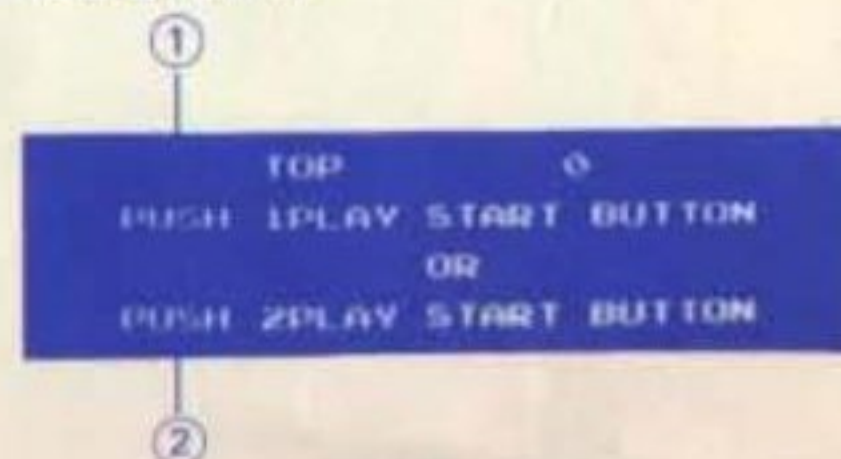 ①
TOP 0
PUSH 1PLAY START BUTTON
OR
PUSH 2PLAY START BUTTON
②